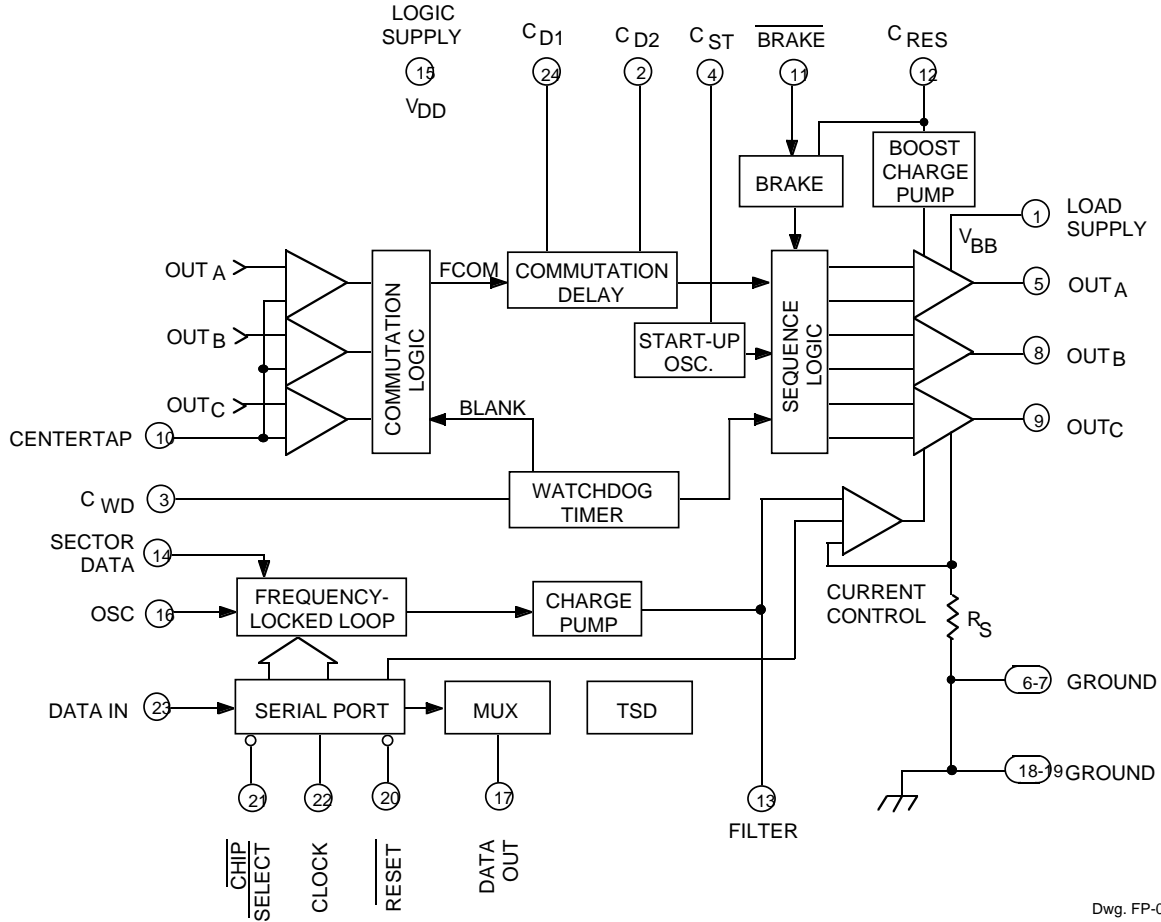 LOGIC
SUPPLY
15
VDD
CD1
24
CD2
2
CST
4
BRAKE
11
CRES
12
BRAKE
BOOST
CHARGE
PUMP
1
LOAD
SUPPLY
VBB
OUTA
OUTB
OUTC
CENTERTAP
10
COMMUTATION
LOGIC
FCOM
COMMUTATION
DELAY
START-UP
OSC.
SEQUENCE
LOGIC
5
OUTA
8
OUTB
9
OUTC
BLANK
CWD
3
WATCHDOG
TIMER
SECTOR
DATA
14
OSC
16
FREQUENCY-
LOCKED LOOP
CHARGE
PUMP
CURRENT
CONTROL
RS
6-7
GROUND
DATA IN
23
SERIAL PORT
MUX
TSD
18-19
GROUND
21
22
20
17
13
FILTER
CHIP
SELECT
CLOCK
RESET
DATA
OUT